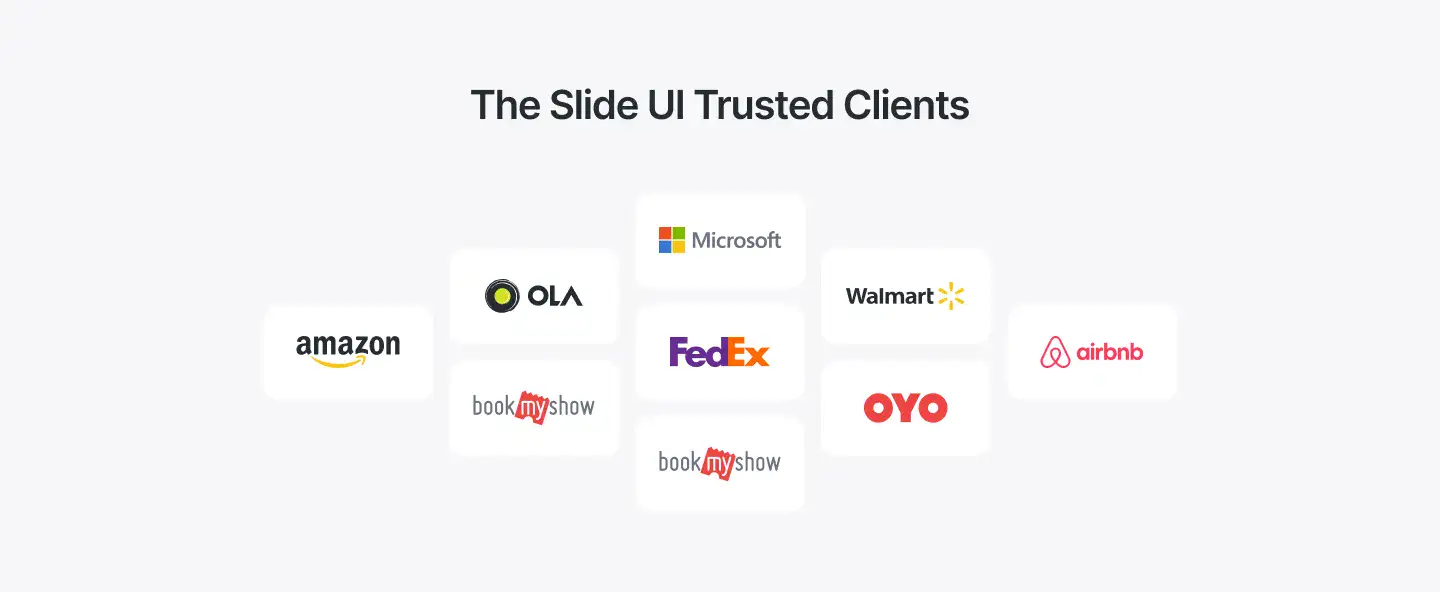 The Slide UI Trusted Clients
Microsoft
OLA
Walmart
amazon
FedEx
airbnb
bookmyshow
OYO
bookmyshow